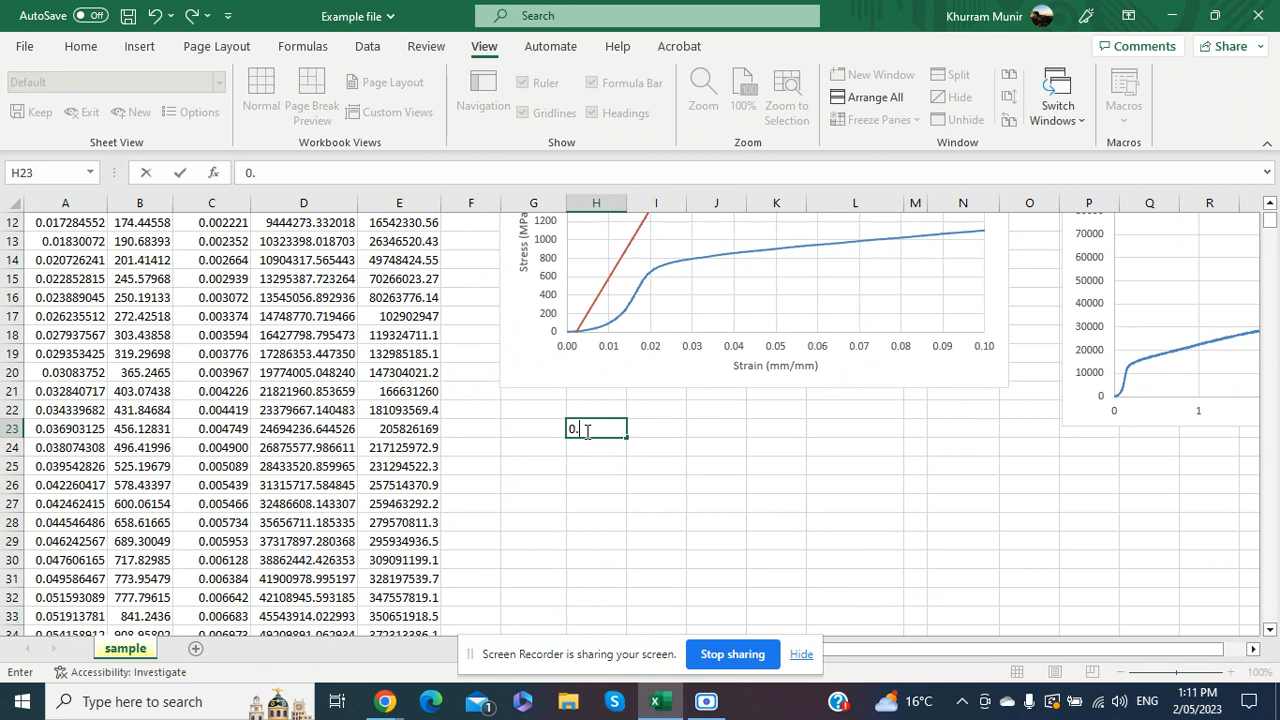 AutoSave Off Example file Search Khurram Munir
File Home Insert Page Layout Formulas Data Review View Automate Help Acrobat Comments Share
Default
Keep Exit New Options
Normal Page Break Preview Page Layout Custom Views
Navigation Ruler Formula Bar Gridlines Headings
Zoom 100% Zoom to Selection
New Window Arrange All Freeze Panes Split Hide Unhide
Switch Windows Macros
Sheet View Workbook Views Show Zoom Window Macros
H23 fx 0.
A B C D E F G H I J K L M N O P Q R
12 0.017284552 174.44558 0.002221 9444273.332018 16542330.56
13 0.01830072 190.68393 0.002352 10323398.018703 26346520.43
14 0.020726241 201.41412 0.002664 10904317.565443 49748424.55
15 0.022852815 245.57968 0.002939 13295387.723264 70266023.27
16 0.023889045 250.19133 0.003072 13545056.892936 80263776.14
17 0.026235512 272.42518 0.003374 14748770.719466 102902947
18 0.027937567 303.43858 0.003594 16427798.795473 119324711.1
19 0.029353425 319.29698 0.003776 17286353.447350 132985185.1
20 0.03083752 365.2465 0.003967 19774005.048240 147304021.2
21 0.032840717 403.07438 0.004226 21821960.853659 166631260
22 0.034339682 431.84684 0.004419 23379667.140483 181093569.4
23 0.036903125 456.12831 0.004749 24694236.644526 205826169 0.
24 0.038074308 496.41996 0.004900 26875577.986611 217125972.9
25 0.039542826 525.19679 0.005089 28433520.859965 231294522.3
26 0.042260417 578.43397 0.005439 31315717.584845 257514370.9
27 0.042462415 600.06154 0.005466 32486608.143307 259463292.2
28 0.044546486 658.61665 0.005734 35656711.185335 279570811.3
29 0.046242567 689.30049 0.005953 37317897.280368 295934936.5
30 0.047606165 717.82985 0.006128 38862442.426353 309091199.1
31 0.049586467 773.95479 0.006384 41900978.995197 328197539.7
32 0.051593089 777.79615 0.006642 42108945.593185 347557819.1
33 0.051913781 841.2436 0.006683 45543914.022993 350651918.5
34 0.054158912 908.95802 0.006973 49209891.062934 372313386.1
Stress (MPa
1200
1000
800
600
400
200
0
0.00 0.01 0.02 0.03 0.04 0.05 0.06 0.07 0.08 0.09 0.10
Strain (mm/mm)
70000
60000
50000
40000
30000
20000
10000
0
0 1
sample
Screen Recorder is sharing your screen. Stop sharing Hide
Enter Accessibility: Investigate 100%
Type here to search 1 16°C ENG 1:11 PM
2/05/2023